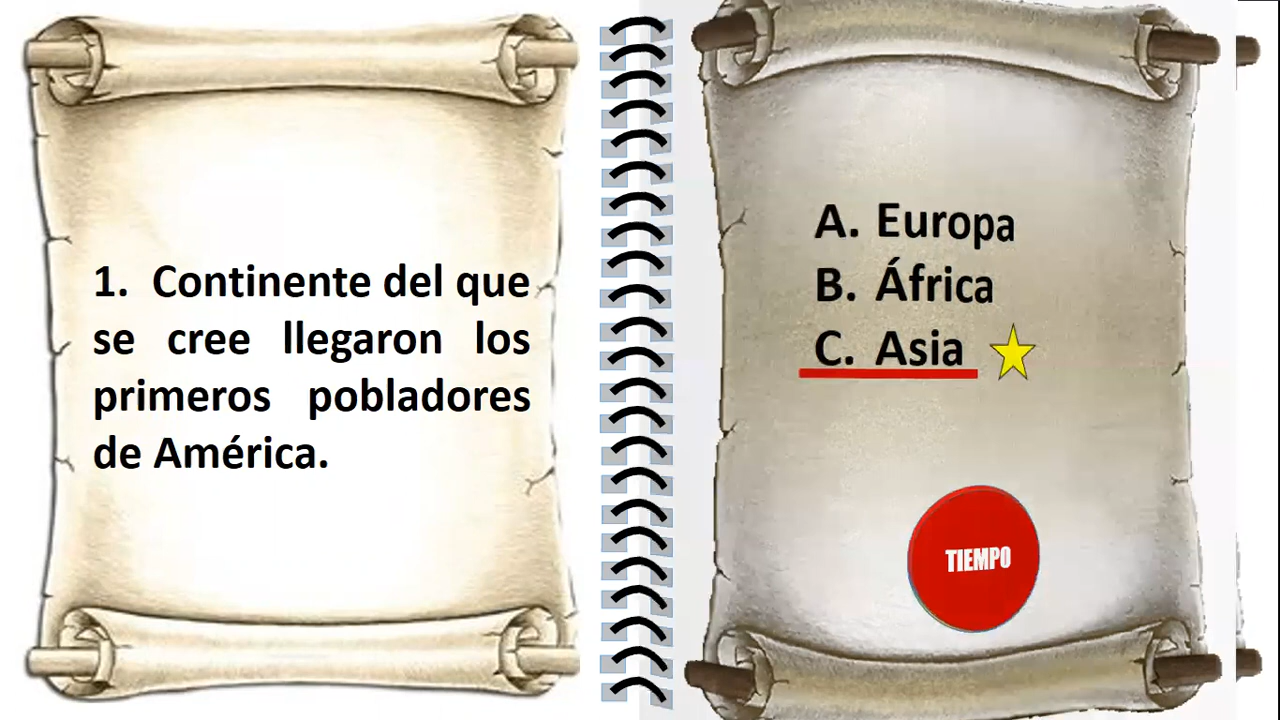 1. Continente del que
se cree llegaron los
primeros pobladores
de América.
A. Europa
B. África
C. Asia
TIEMPO